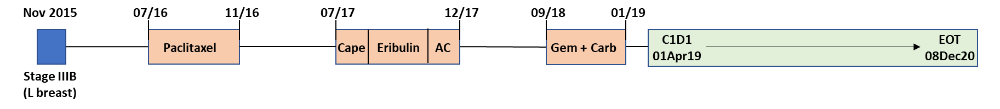 Nov 2015
07/16
11/16
07/17
12/17
09/18
01/19
Paclitaxel
Cape
Eribulin
AC
Gem + Carb
C1D1
01Apr19
EOT
08Dec20
Stage IIIB
(L breast)